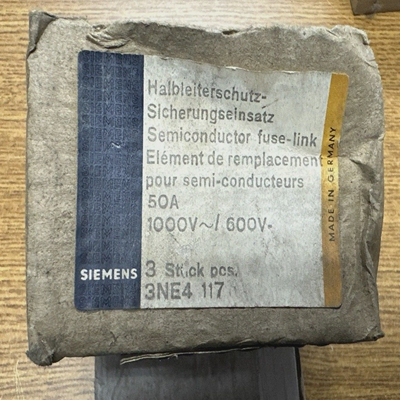 Halbleiterschutz-
Sicherungseinsatz
Semiconductor fuse-link
Elément de remplacement
pour semi-conducteurs
50A
1000V~/ 600V-
3 Stück pcs.
3NE4 117
SIEMENS
MADE IN GERMANY